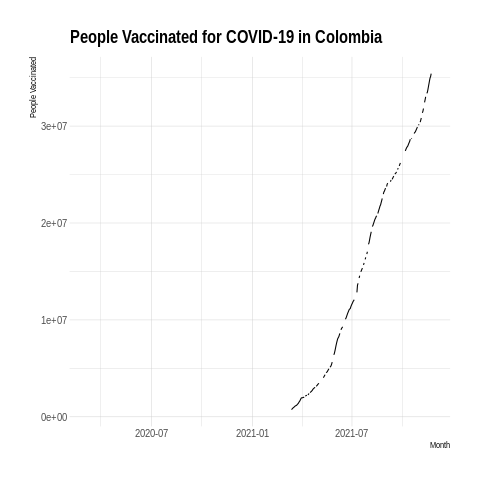 People Vaccinated for COVID-19 in Colombia
People Vaccinated
3e+07
2e+07
1e+07
0e+00
2020-07 2021-01 2021-07
Month